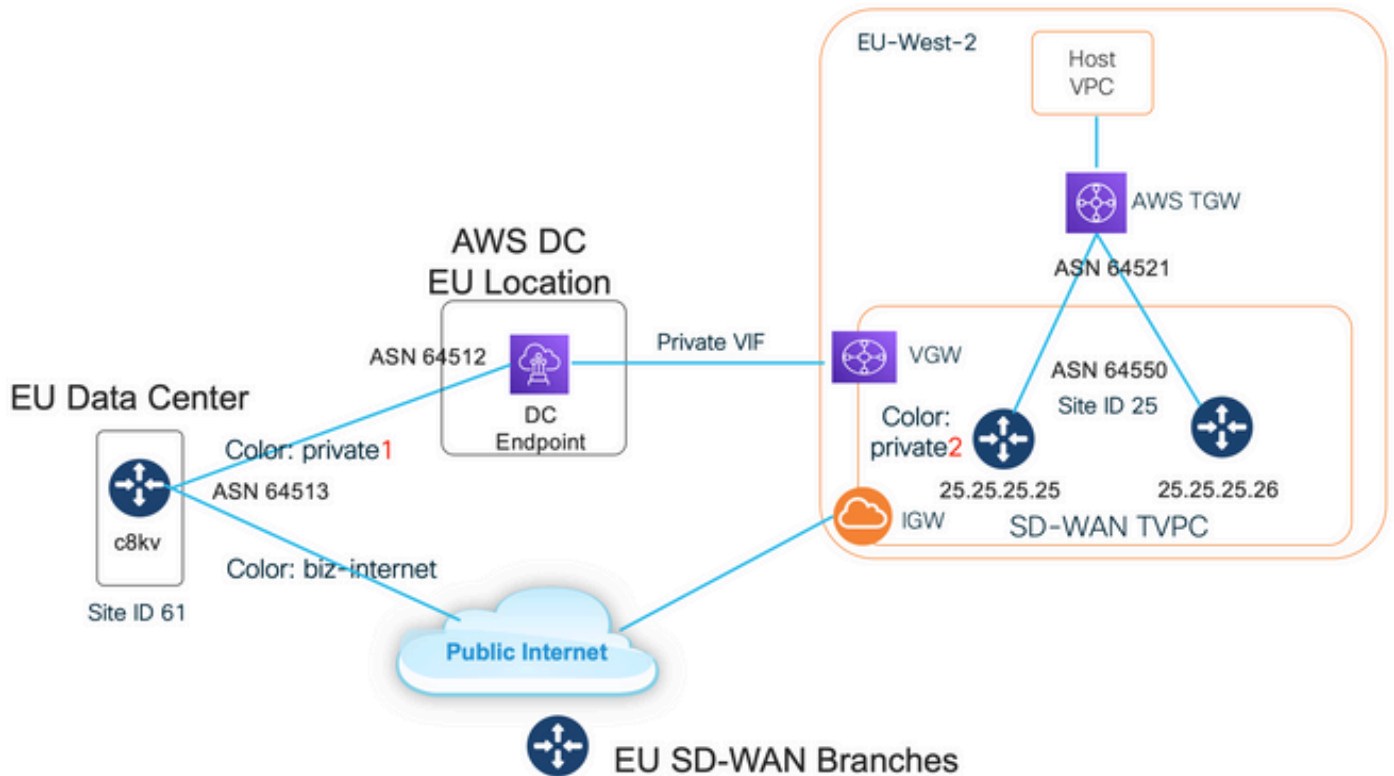 EU-West-2
Host
VPC
AWS TGW
ASN 64521
AWS DC
EU Location
ASN 64512
DC
Endpoint
Private VIF
VGW
ASN 64550
Site ID 25
Color:
private2
25.25.25.25
25.25.25.26
IGW
SD-WAN TVPC
EU Data Center
Color: private1
ASN 64513
c8kv
Color: biz-internet
Site ID 61
Public Internet
EU SD-WAN Branches